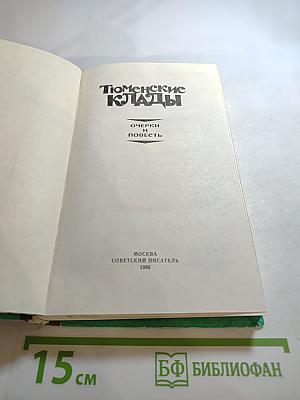 Тюменские
КЛАДЫ
ОЧЕРКИ
И
ПОВЕСТЬ
МОСКВА
СОВЕТСКИЙ ПИСАТЕЛЬ
1988
15 см
БФ БИБЛИОФАН